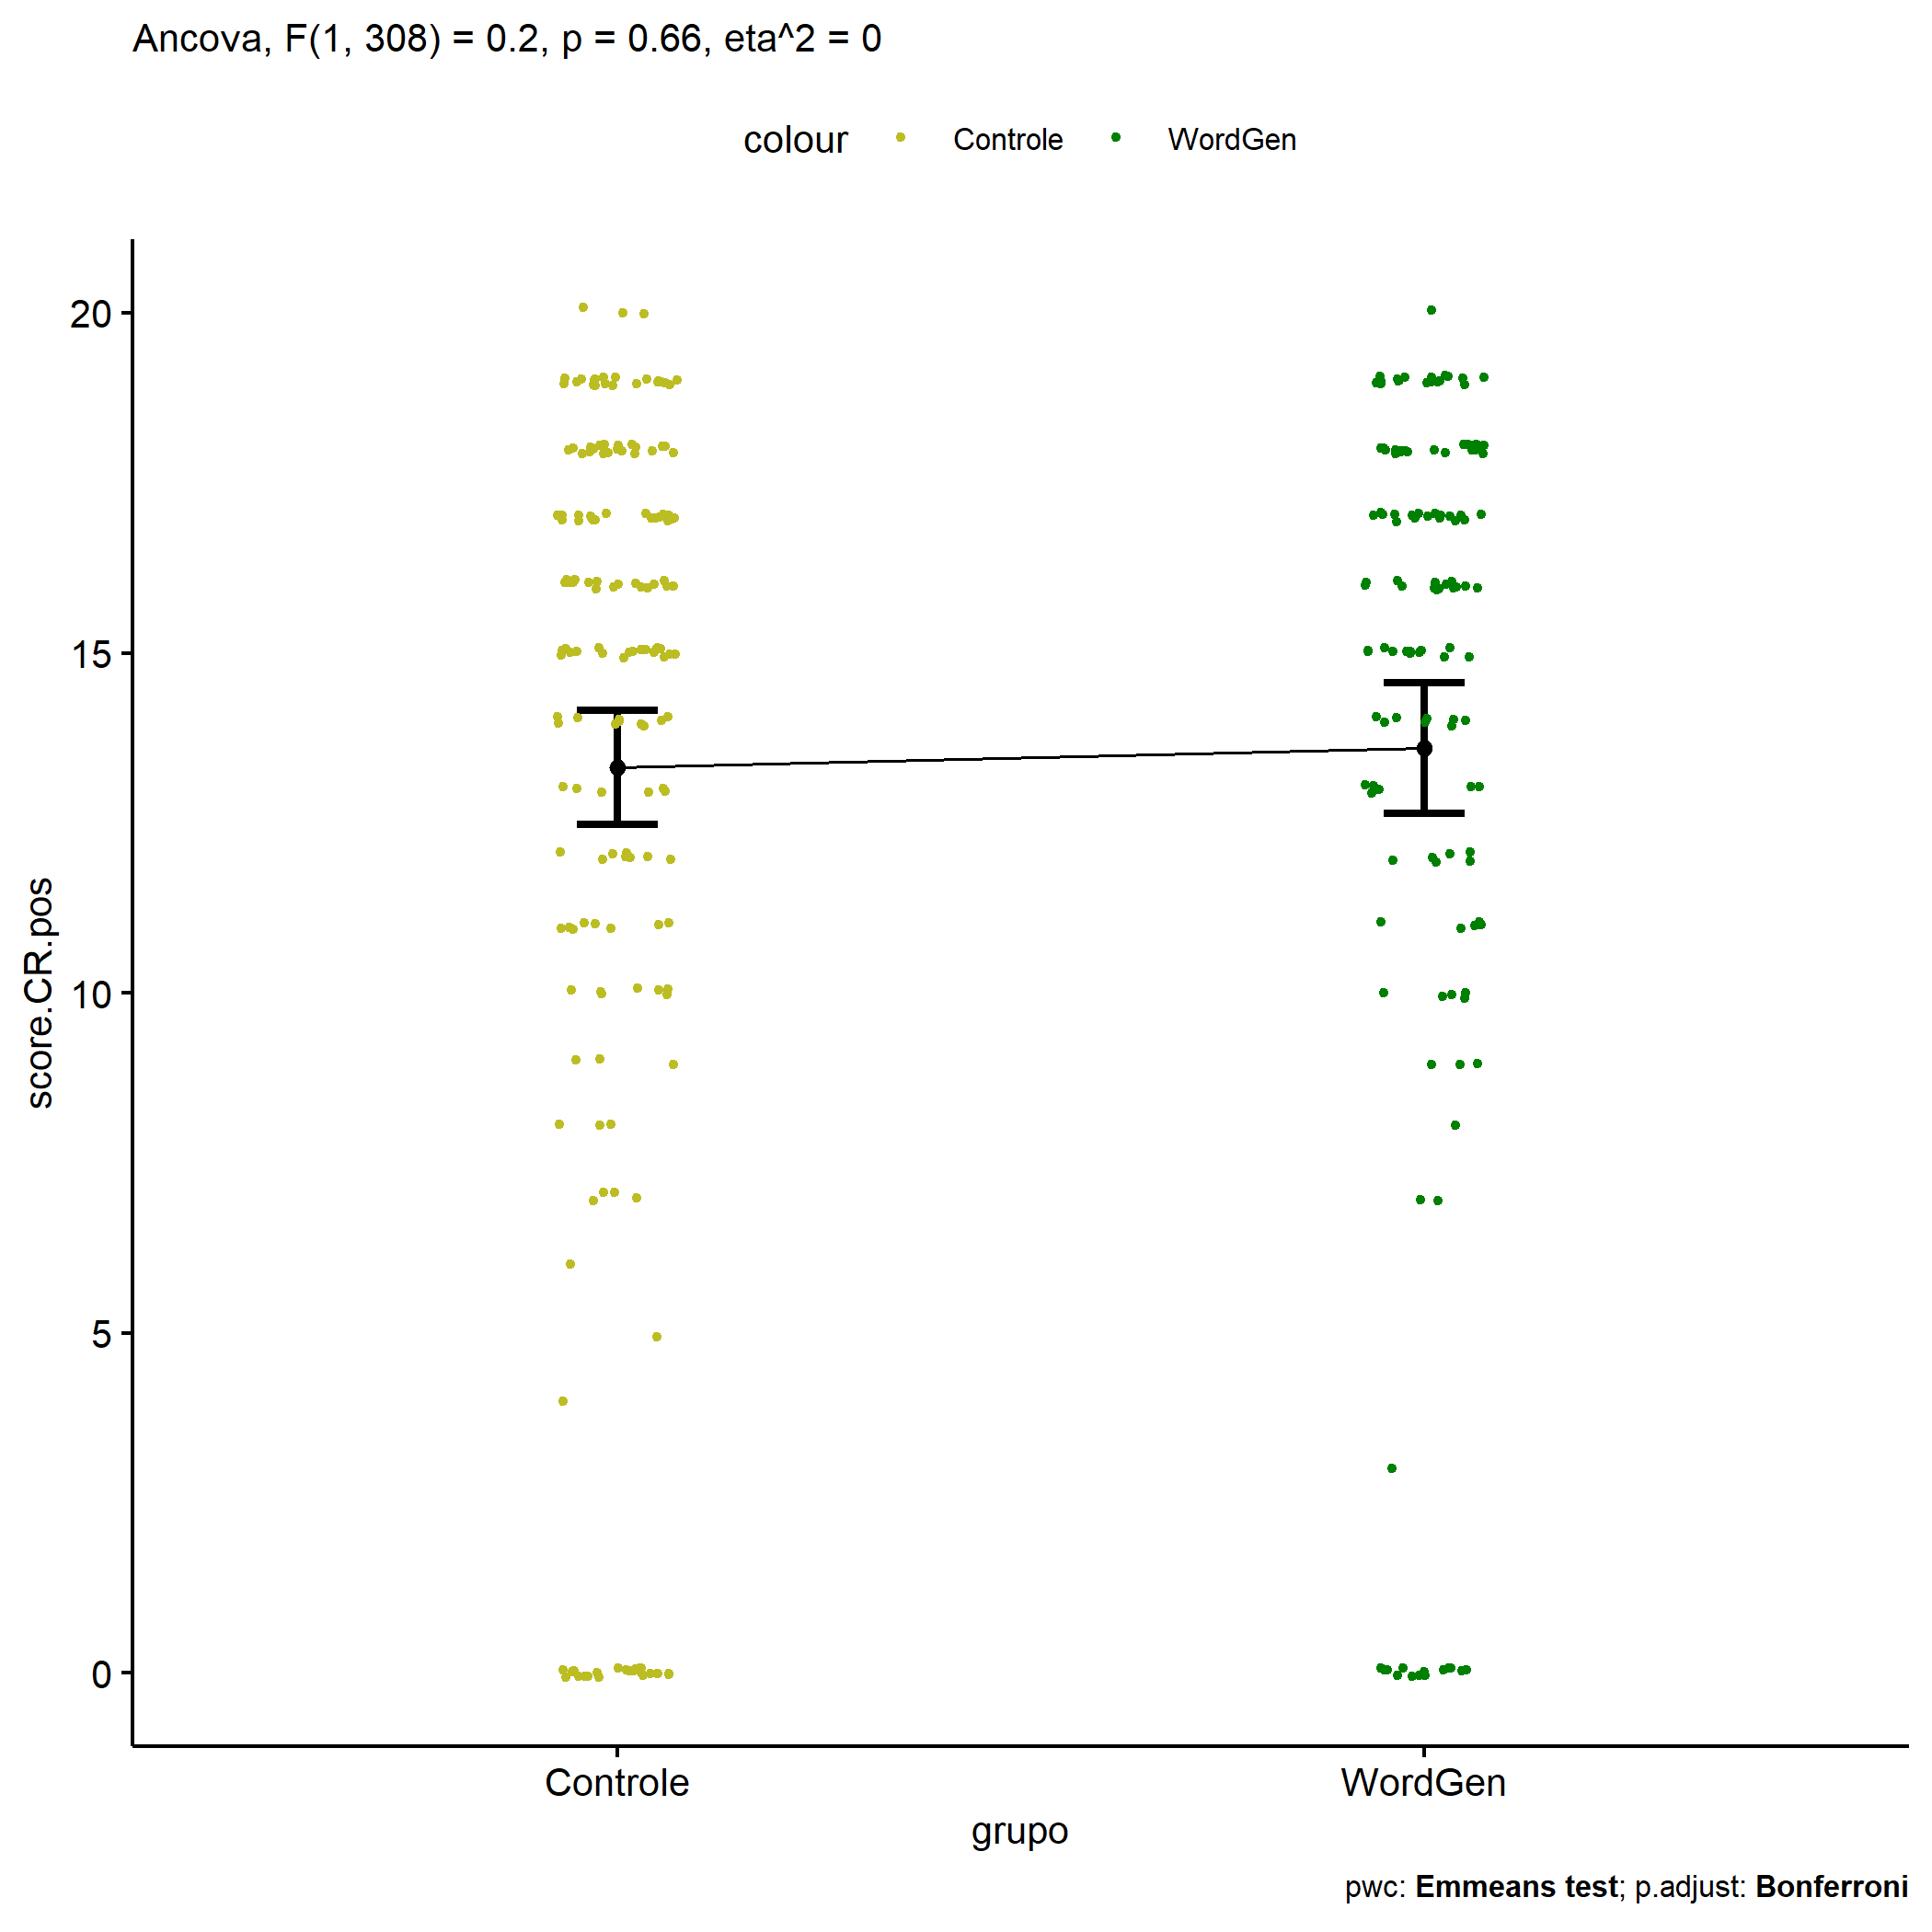 Ancova, F(1, 308) = 0.2, p = 0.66, eta^2 = 0
colour Controle WordGen
20
15
10
5
0
score.CR.pos
Controle WordGen
grupo
pwc: Emmeans test; p.adjust: Bonferroni